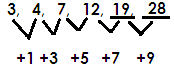 3, 4, 7, 12, 19, 28
+1 +3 +5 +7 +9